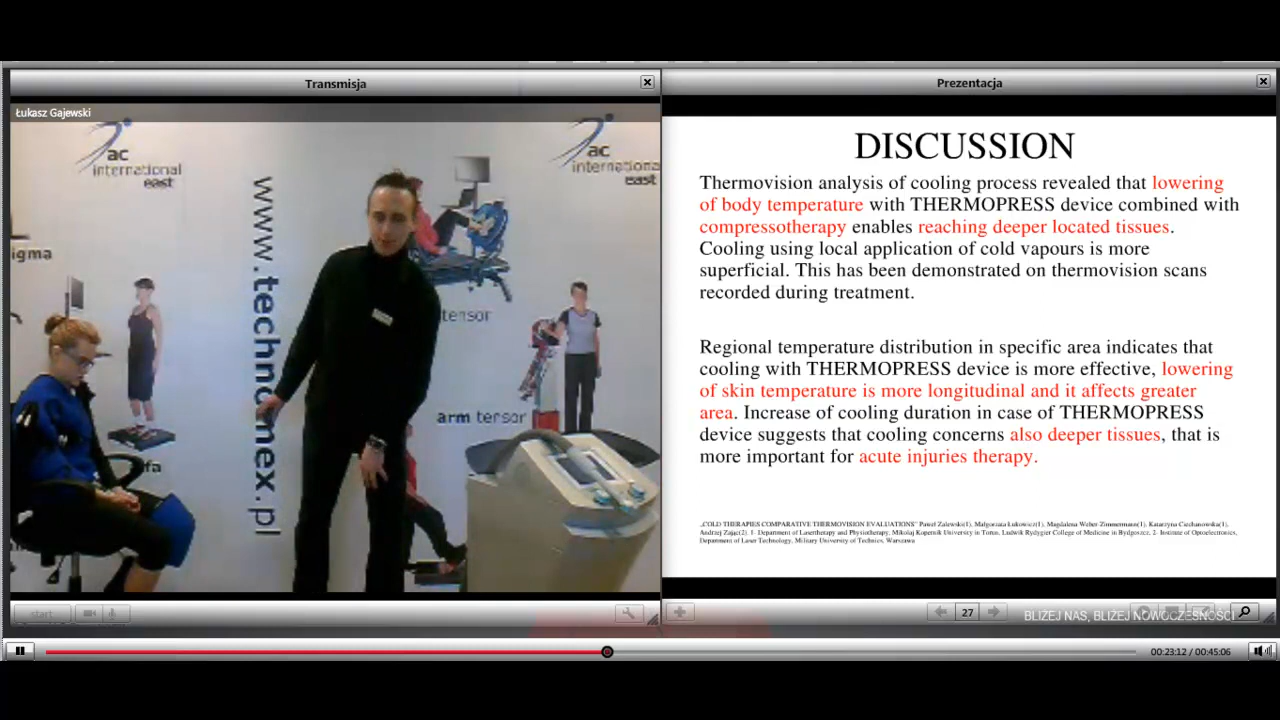 Transmisja
Łukasz Gajewski
ac
international
east
ac
internationa
east
igma
www.technomex.pl
tensor
arm tensor
fa
start
Prezentacja
DISCUSSION
Thermovision analysis of cooling process revealed that lowering
of body temperature with THERMOPRESS device combined with
compressotherapy enables reaching deeper located tissues.
Cooling using local application of cold vapours is more
superficial. This has been demonstrated on thermovision scans
recorded during treatment.
Regional temperature distribution in specific area indicates that
cooling with THERMOPRESS device is more effective, lowering
of skin temperature is more longitudinal and it affects greater
area. Increase of cooling duration in case of THERMOPRESS
device suggests that cooling concerns also deeper tissues, that is
more important for acute injuries therapy.
„COLD THERAPIES COMPARATIVE THERMOVISION EVALUATIONS” Paweł Zalewski(1), Małgorzata Łukowicz(1), Magdalena Weber-Zimmermann(1), Katarzyna Ciechanowska(1),
Andrzej Zając(2). 1- Department of Lasertherapy and Physiotherapy, Mikołaj Kopernik University in Torun, Ludwik Rydygier College of Medicine in Bydgoszcz, 2- Institute of Optoelectronics,
Department of Laser Technology, Military University of Technics, Warszawa
27
BLIŻEJ NAS, BLIŻEJ NOWOCZESNOŚCI
00:23:12 / 00:45:06